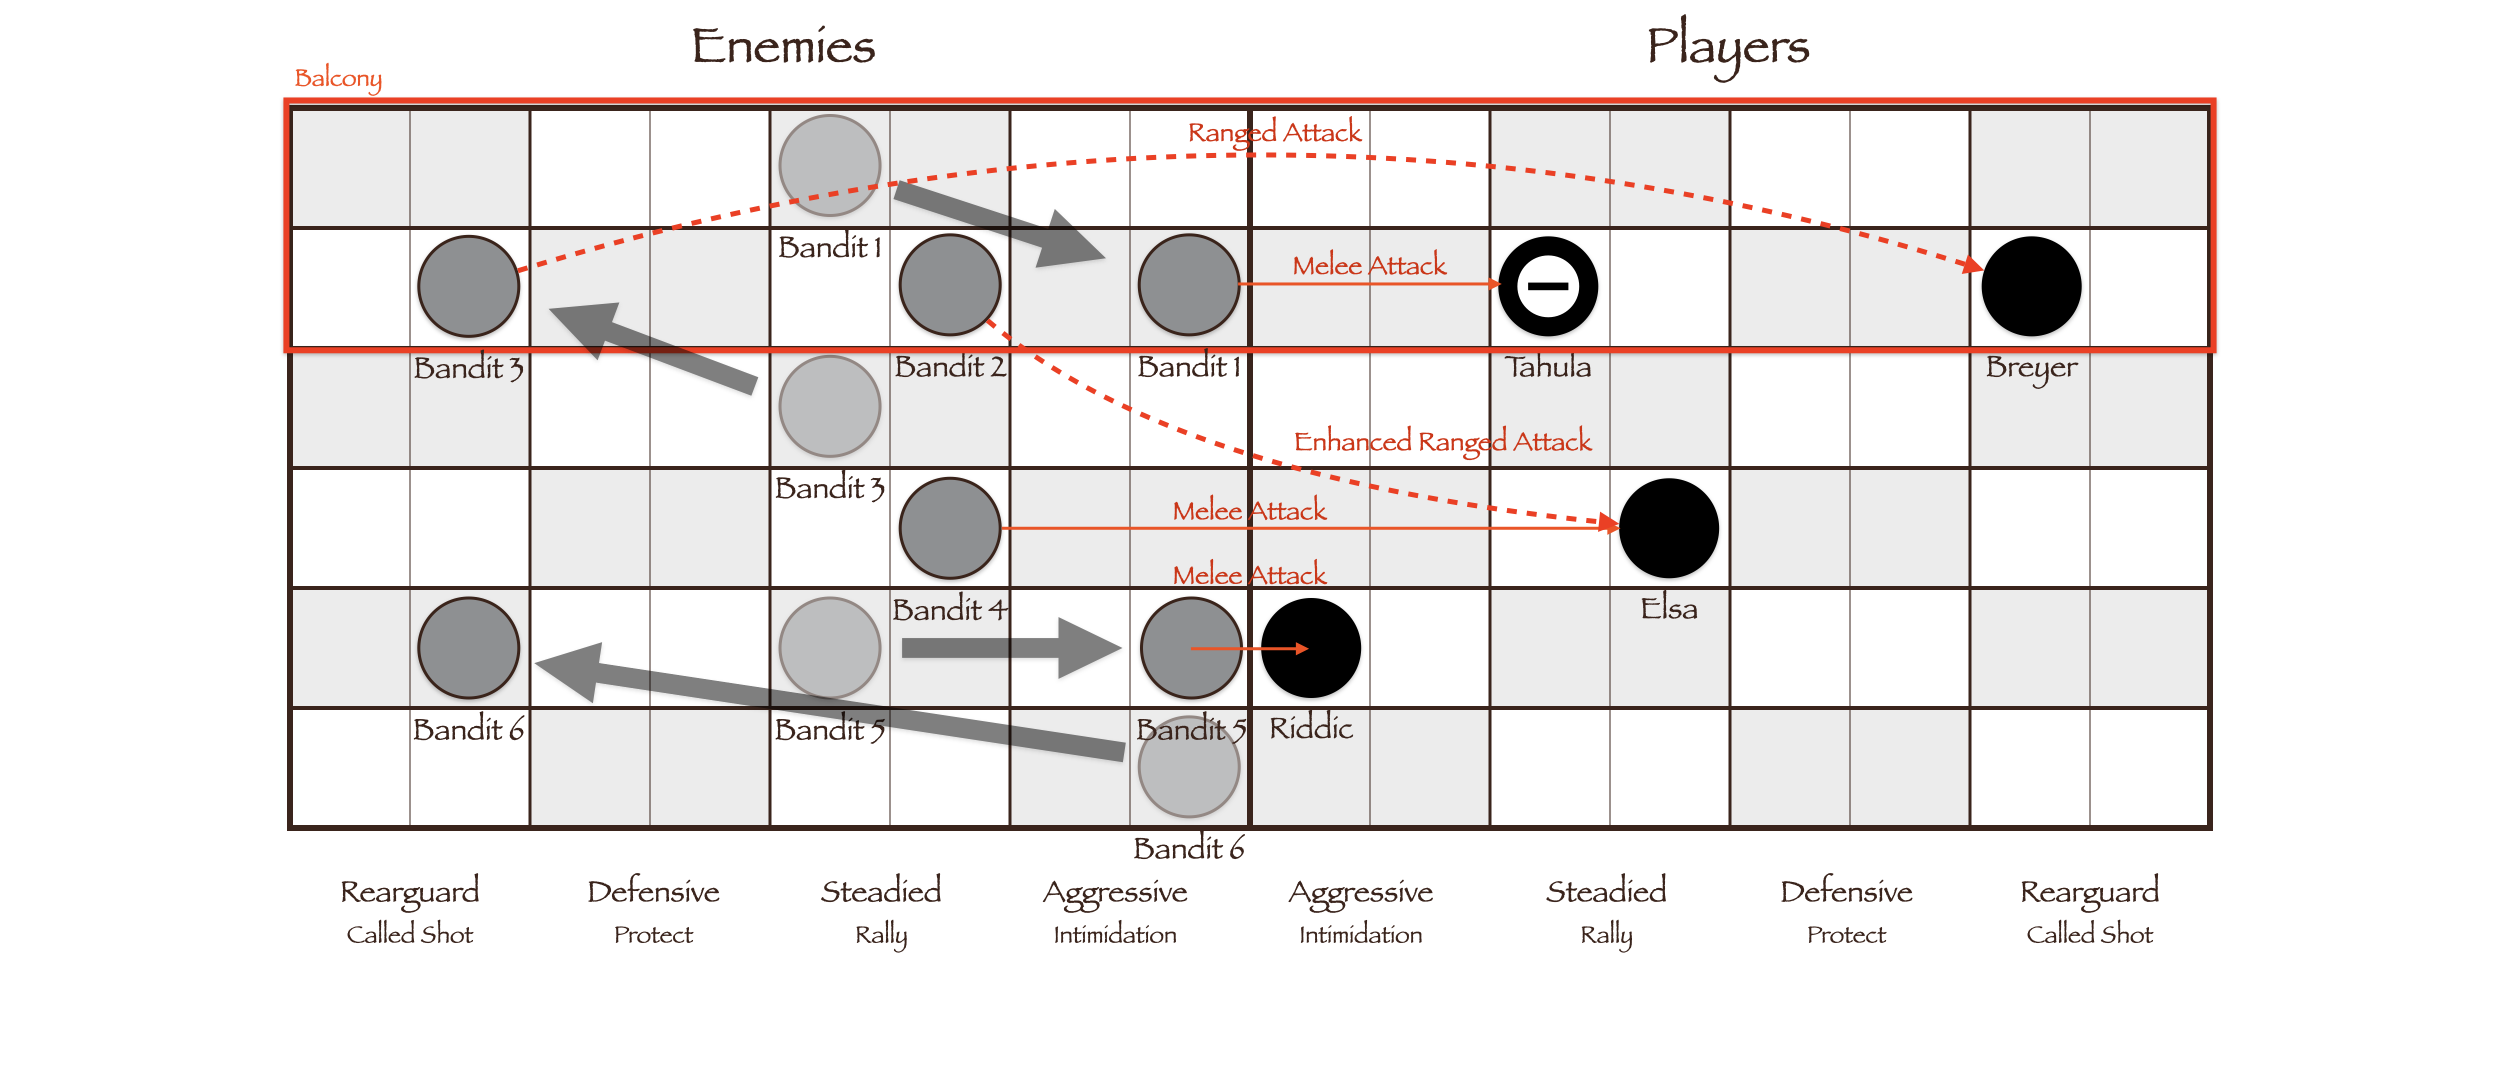 Enemies
Players
Balcony
Ranged Attack
Bandit 1
Melee Attack
Bandit 3
Bandit 2
Bandit 1
Tahula
Breyer
Enhanced Ranged Attack
Bandit 3
Melee Attack
Melee Attack
Bandit 4
Elsa
Bandit 6
Bandit 5
Bandit 5
Riddic
Bandit 6
Rearguard
Defensive
Steadied
Aggressive
Aggressive
Steadied
Defensive
Rearguard
Called Shot
Protect
Rally
Intimidation
Intimidation
Rally
Protect
Called Shot